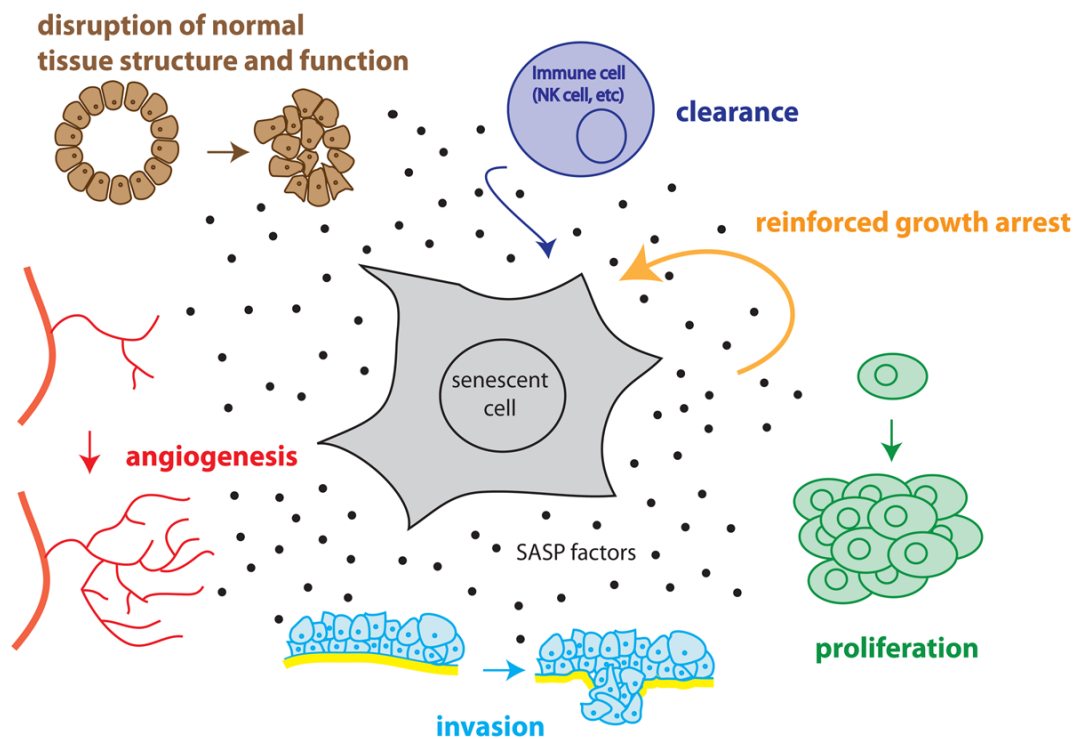 disruption of normal
tissue structure and function
Immune cell
(NK cell, etc)
clearance
reinforced growth arrest
senescent
cell
angiogenesis
SASP factors
proliferation
invasion